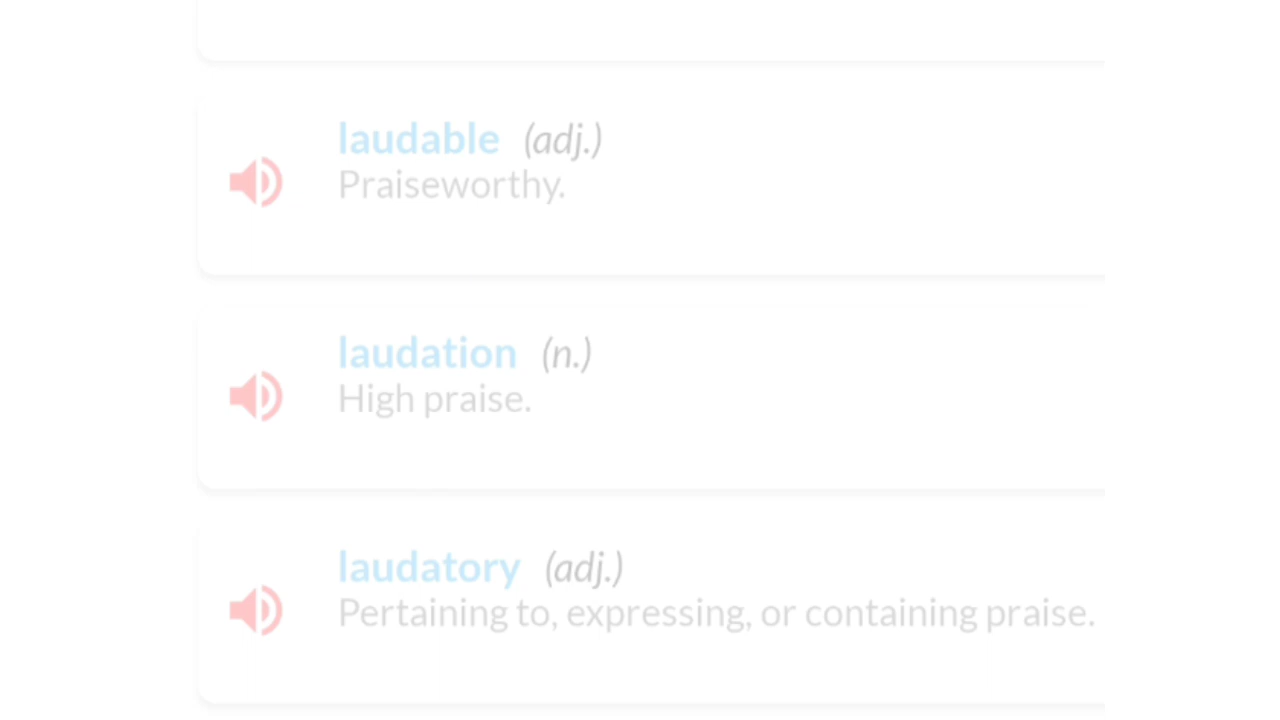 laudable (adj.)
Praiseworthy.
laudation (n.)
High praise.
laudatory (adj.)
Pertaining to, expressing, or containing praise.